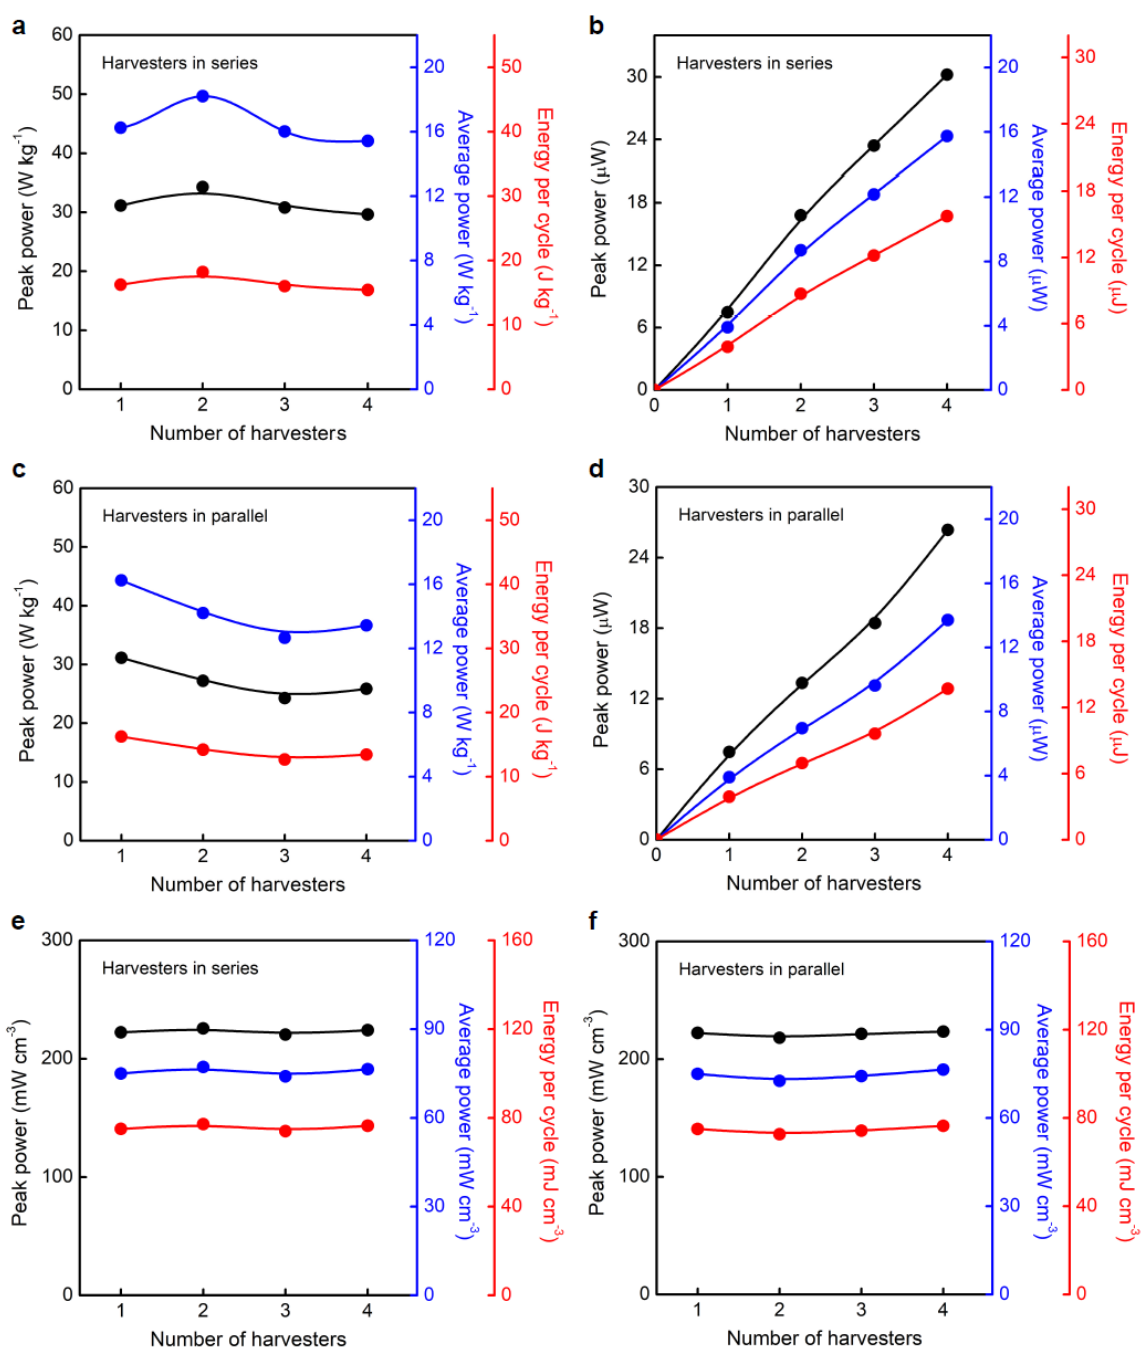 a
Harvesters in series
Peak power (W kg-1)
60
50
40
30
20
10
0
1 2 3 4
Number of harvesters
20
16
12
8
4
0
Average power (W kg-1)
50
40
30
20
10
0
Energy per cycle (J kg-1)
b
Harvesters in series
Peak power (μW)
30
24
18
12
6
0
0 1 2 3 4
Number of harvesters
20
16
12
8
4
0
Average power (μW)
30
24
18
12
6
0
Energy per cycle (μJ)
c
Harvesters in parallel
Peak power (W kg-1)
60
50
40
30
20
10
0
1 2 3 4
Number of harvesters
20
16
12
8
4
0
Average power (W kg-1)
50
40
30
20
10
0
Energy per cycle (J kg-1)
d
Harvesters in parallel
Peak power (μW)
30
24
18
12
6
0
0 1 2 3 4
Number of harvesters
20
16
12
8
4
0
Average power (μW)
30
24
18
12
6
0
Energy per cycle (μJ)
e
Harvesters in series
Peak power (mW cm-3)
300
200
100
0
1 2 3 4
Number of harvesters
120
90
60
30
0
Average power (mW cm-3)
160
120
80
40
0
Energy per cycle (mJ cm-3)
f
Harvesters in parallel
Peak power (mW cm-3)
300
200
100
0
1 2 3 4
Number of harvesters
120
90
60
30
0
Average power (mW cm-3)
160
120
80
40
0
Energy per cycle (mJ cm-3)